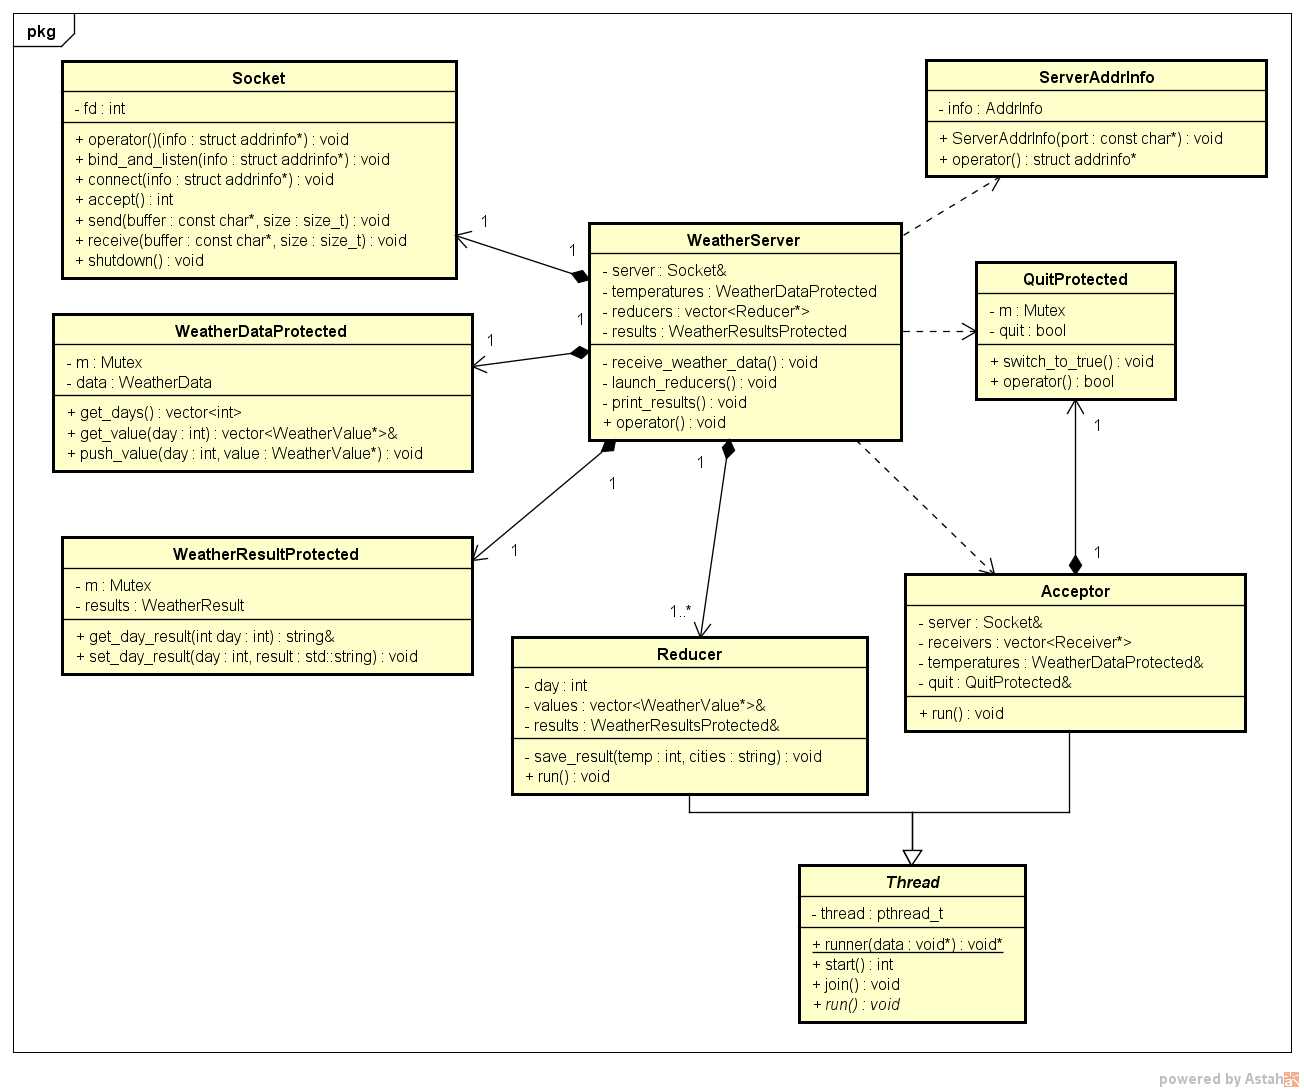 pkg
Socket
- fd : int
+ operator()(info : struct addrinfo*) : void
+ bind_and_listen(info : struct addrinfo*) : void
+ connect(info : struct addrinfo*) : void
+ accept() : int
+ send(buffer : const char*, size : size_t) : void
+ receive(buffer : const char*, size : size_t) : void
+ shutdown() : void
ServerAddrInfo
- info : AddrInfo
+ ServerAddrInfo(port : const char*) : void
+ operator() : struct addrinfo*
1
1
WeatherServer
- server : Socket&
- temperatures : WeatherDataProtected
- reducers : vector<Reducer*>
- results : WeatherResultsProtected
- receive_weather_data() : void
- launch_reducers() : void
- print_results() : void
+ operator() : void
QuitProtected
- m : Mutex
- quit : bool
+ switch_to_true() : void
+ operator() : bool
1
1
WeatherDataProtected
- m : Mutex
- data : WeatherData
+ get_days() : vector<int>
+ get_value(day : int) : vector<WeatherValue*>&
+ push_value(day : int, value : WeatherValue*) : void
1
1
1
1
1
1..*
WeatherResultProtected
- m : Mutex
- results : WeatherResult
+ get_day_result(int day : int) : string&
+ set_day_result(day : int, result : std::string) : void
Acceptor
- server : Socket&
- receivers : vector<Receiver*>
- temperatures : WeatherDataProtected&
- quit : QuitProtected&
+ run() : void
Reducer
- day : int
- values : vector<WeatherValue*>&
- results : WeatherResultsProtected&
- save_result(temp : int, cities : string) : void
+ run() : void
Thread
- thread : pthread_t
+ runner(data : void*) : void*
+ start() : int
+ join() : void
+ run() : void
powered by Astah